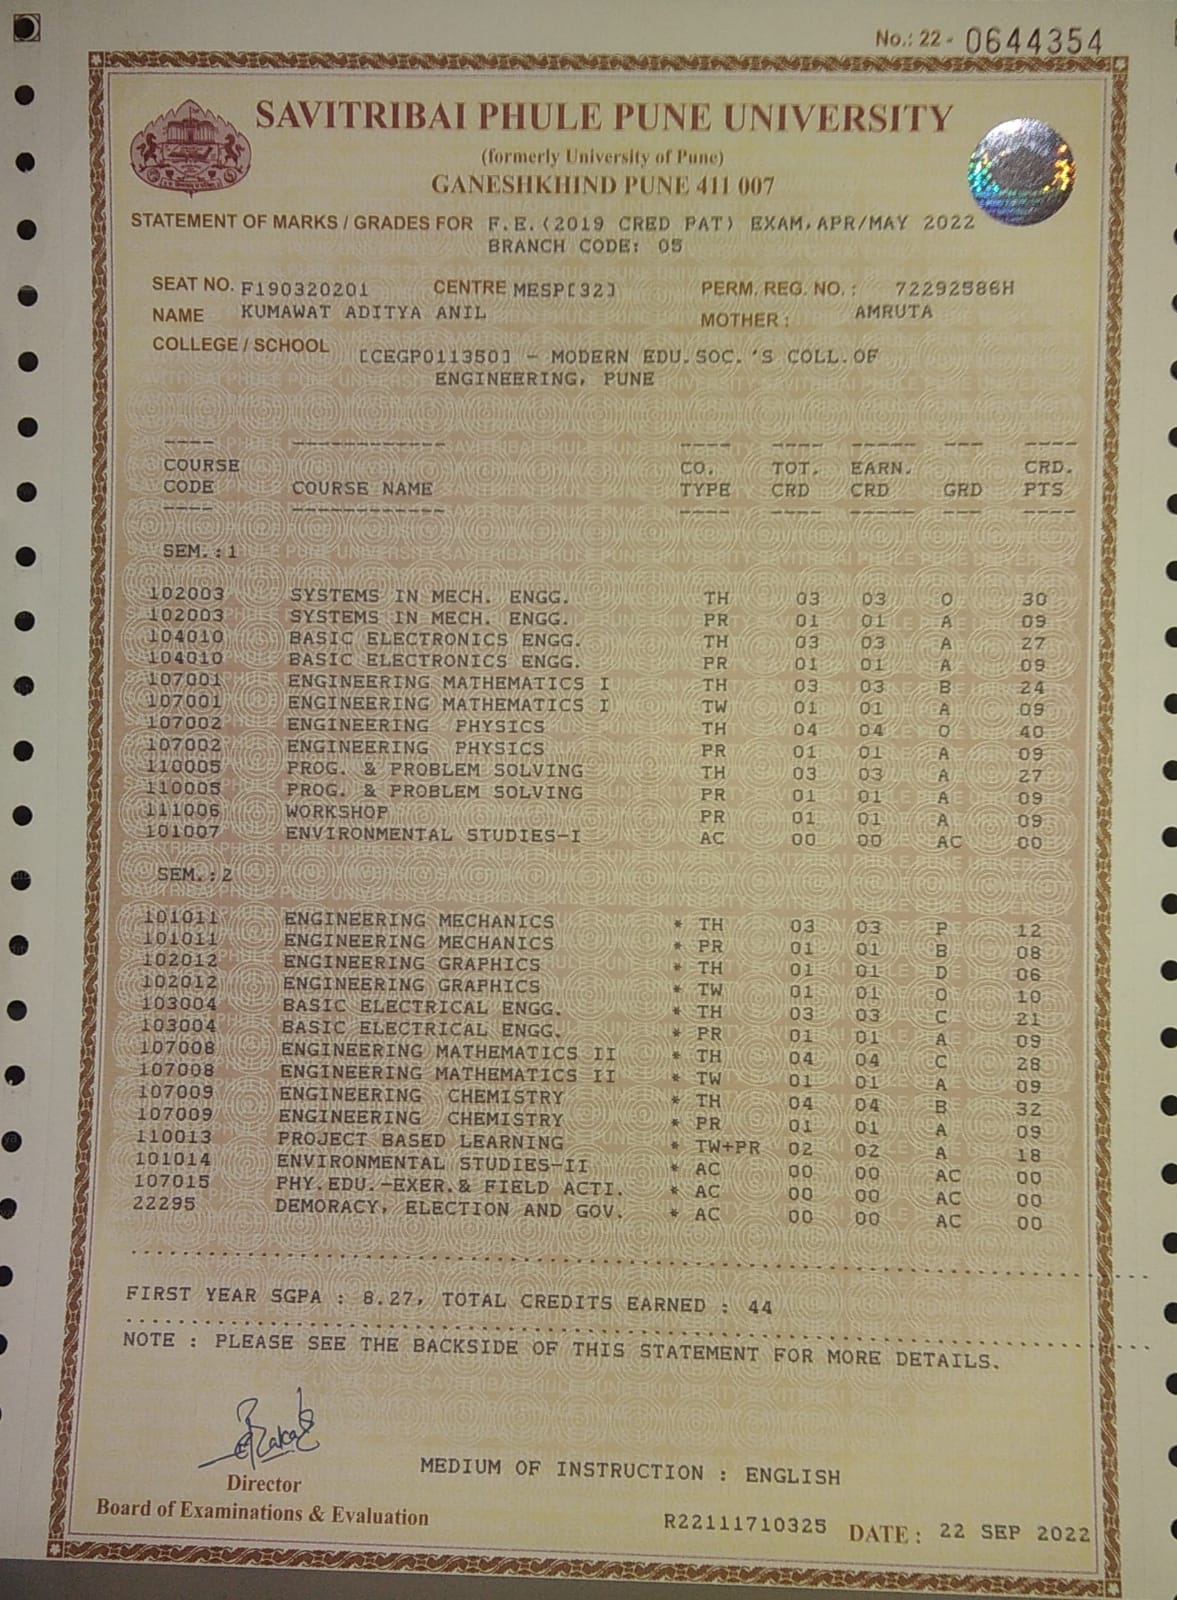 No.: 22 - 0644354
SAVITRIBAI PHULE PUNE UNIVERSITY
(formerly University of Pune)
GANESHKHIND PUNE 411 007
STATEMENT OF MARKS / GRADES FOR F.E.(2019 CRED PAT) EXAM,APR/MAY 2022
BRANCH CODE: 05
SEAT NO. F190320201 CENTRE MESP[32] PERM. REG. NO. : 72292586H
NAME KUMAWAT ADITYA ANIL MOTHER : AMRUTA
COLLEGE / SCHOOL [CEGP011350] - MODERN EDU.SOC.'S COLL.OF
ENGINEERING, PUNE
COURSE CO. TOT. EARN. CRD.
CODE COURSE NAME TYPE CRD CRD GRD PTS
SEM.:1
102003 SYSTEMS IN MECH. ENGG. TH 03 03 O 30
102003 SYSTEMS IN MECH. ENGG. PR 01 01 A 09
104010 BASIC ELECTRONICS ENGG. TH 03 03 A 27
104010 BASIC ELECTRONICS ENGG. PR 01 01 A 09
107001 ENGINEERING MATHEMATICS I TH 03 03 B 24
107001 ENGINEERING MATHEMATICS I TW 01 01 A 09
107002 ENGINEERING PHYSICS TH 04 04 O 40
107002 ENGINEERING PHYSICS PR 01 01 A 09
110005 PROG. & PROBLEM SOLVING TH 03 03 A 27
110005 PROG. & PROBLEM SOLVING PR 01 01 A 09
111006 WORKSHOP PR 01 01 A 09
101007 ENVIRONMENTAL STUDIES-I AC 00 00 AC 00
SEM.:2
101011 ENGINEERING MECHANICS * TH 03 03 P 12
101011 ENGINEERING MECHANICS * PR 01 01 B 08
102012 ENGINEERING GRAPHICS * TH 01 01 D 06
102012 ENGINEERING GRAPHICS * TW 01 01 O 10
103004 BASIC ELECTRICAL ENGG. * TH 03 03 C 21
103004 BASIC ELECTRICAL ENGG. * PR 01 01 A 09
107008 ENGINEERING MATHEMATICS II * TH 04 04 C 28
107008 ENGINEERING MATHEMATICS II * TW 01 01 A 09
107009 ENGINEERING CHEMISTRY * TH 04 04 B 32
107009 ENGINEERING CHEMISTRY * PR 01 01 A 09
110013 PROJECT BASED LEARNING * TW+PR 02 02 A 18
101014 ENVIRONMENTAL STUDIES-II * AC 00 00 AC 00
107015 PHY.EDU.-EXER.& FIELD ACTI. * AC 00 00 AC 00
22295 DEMORACY, ELECTION AND GOV. * AC 00 00 AC 00
FIRST YEAR SGPA : 8.27, TOTAL CREDITS EARNED : 44
NOTE : PLEASE SEE THE BACKSIDE OF THIS STATEMENT FOR MORE DETAILS.
MEDIUM OF INSTRUCTION : ENGLISH
Director
Board of Examinations & Evaluation
R22111710325 DATE : 22 SEP 2022